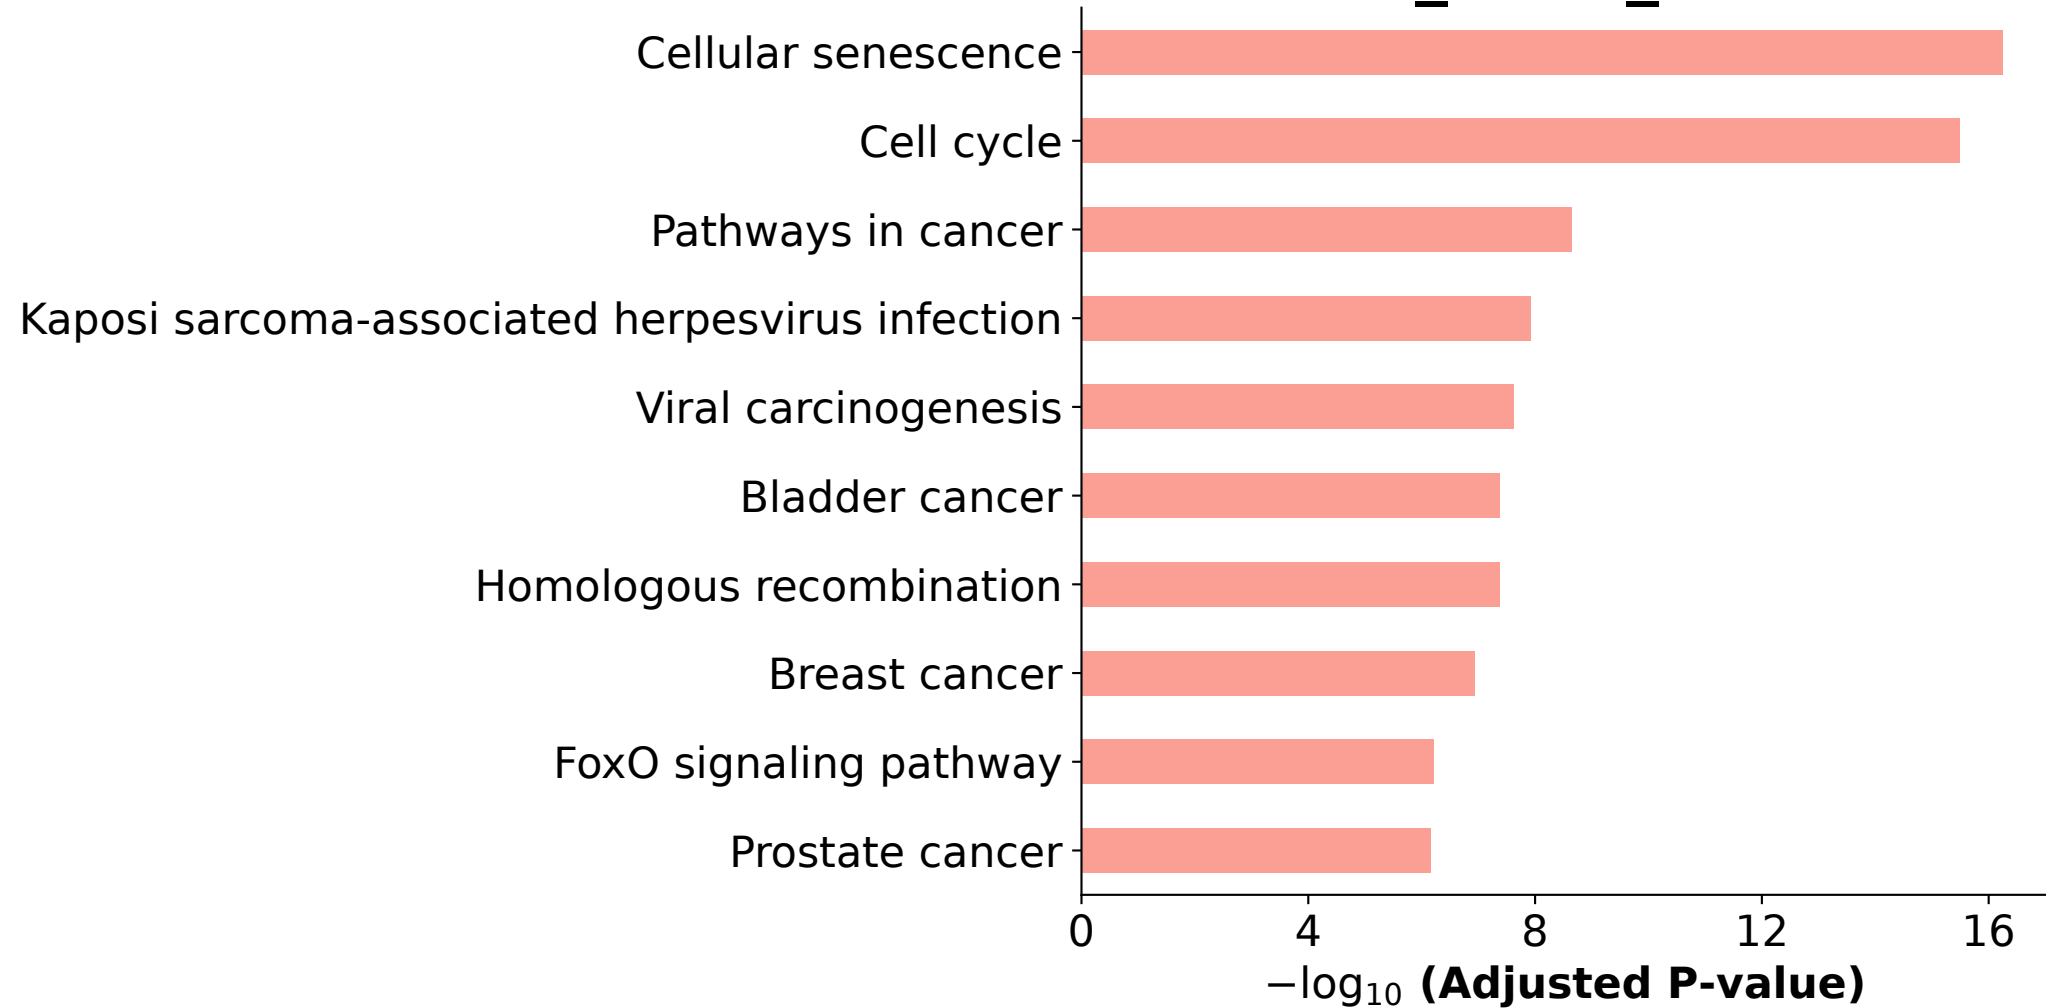 Cellular senescence
Cell cycle
Pathways in cancer
Kaposi sarcoma-associated herpesvirus infection
Viral carcinogenesis
Bladder cancer
Homologous recombination
Breast cancer
FoxO signaling pathway
Prostate cancer
0 4 8 12 16
−log₁₀ (Adjusted P-value)